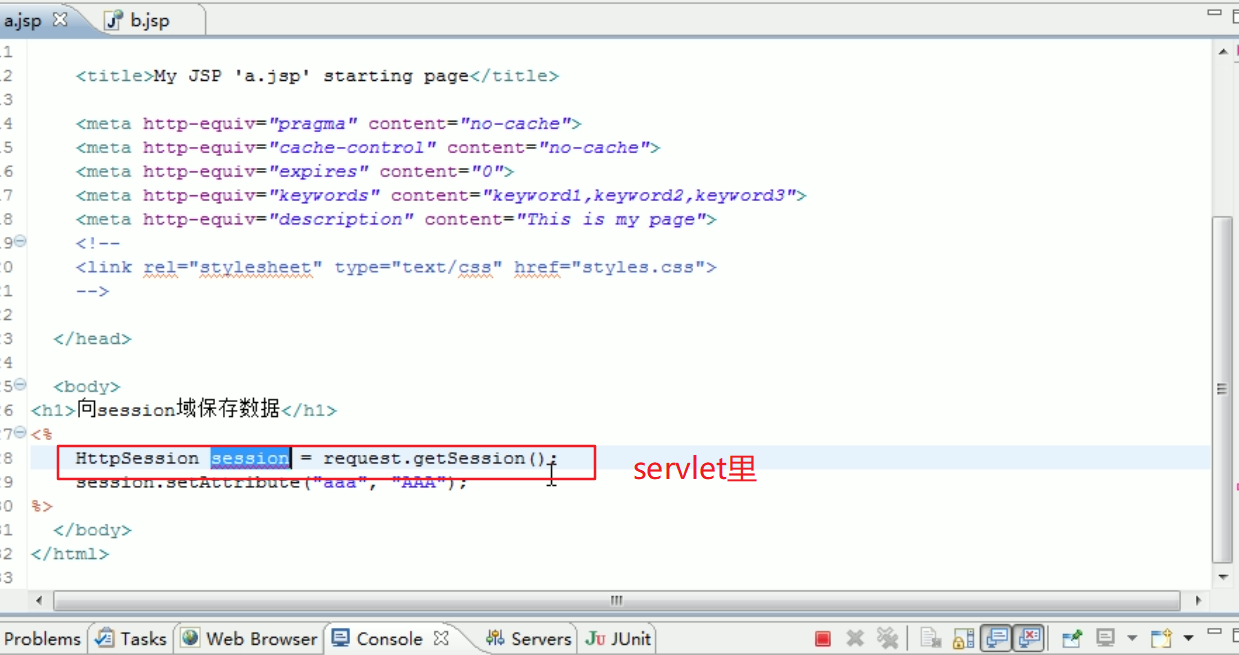 a.jsp b.jsp
11
12 <title>My JSP 'a.jsp' starting page</title>
13
14 <meta http-equiv="pragma" content="no-cache">
15 <meta http-equiv="cache-control" content="no-cache">
16 <meta http-equiv="expires" content="0">
17 <meta http-equiv="keywords" content="keyword1,keyword2,keyword3">
18 <meta http-equiv="description" content="This is my page">
19 <!--
20 <link rel="stylesheet" type="text/css" href="styles.css">
21 -->
22
23 </head>
24
25 <body>
26 <h1>向session域保存数据</h1>
27 <%
28 HttpSession session = request.getSession(); servlet里
29 session.setAttribute("aaa", "AAA");
30 %>
31 </body>
32 </html>
33
Problems Tasks Web Browser Console Servers JUnit